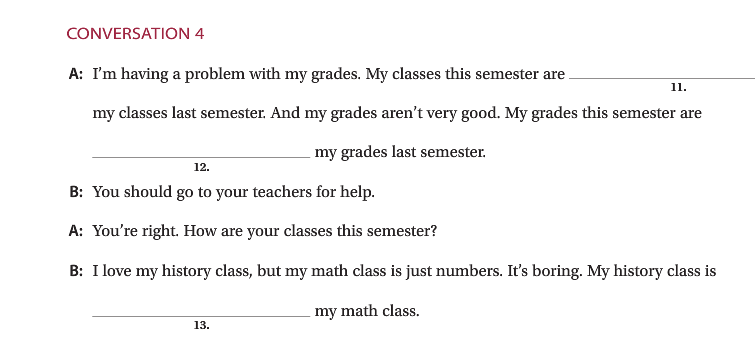 CONVERSATION 4
A: I'm having a problem with my grades. My classes this semester are ____________________
11.
my classes last semester. And my grades aren't very good. My grades this semester are
____________________ my grades last semester.
12.
B: You should go to your teachers for help.
A: You're right. How are your classes this semester?
B: I love my history class, but my math class is just numbers. It's boring. My history class is
____________________ my math class.
13.